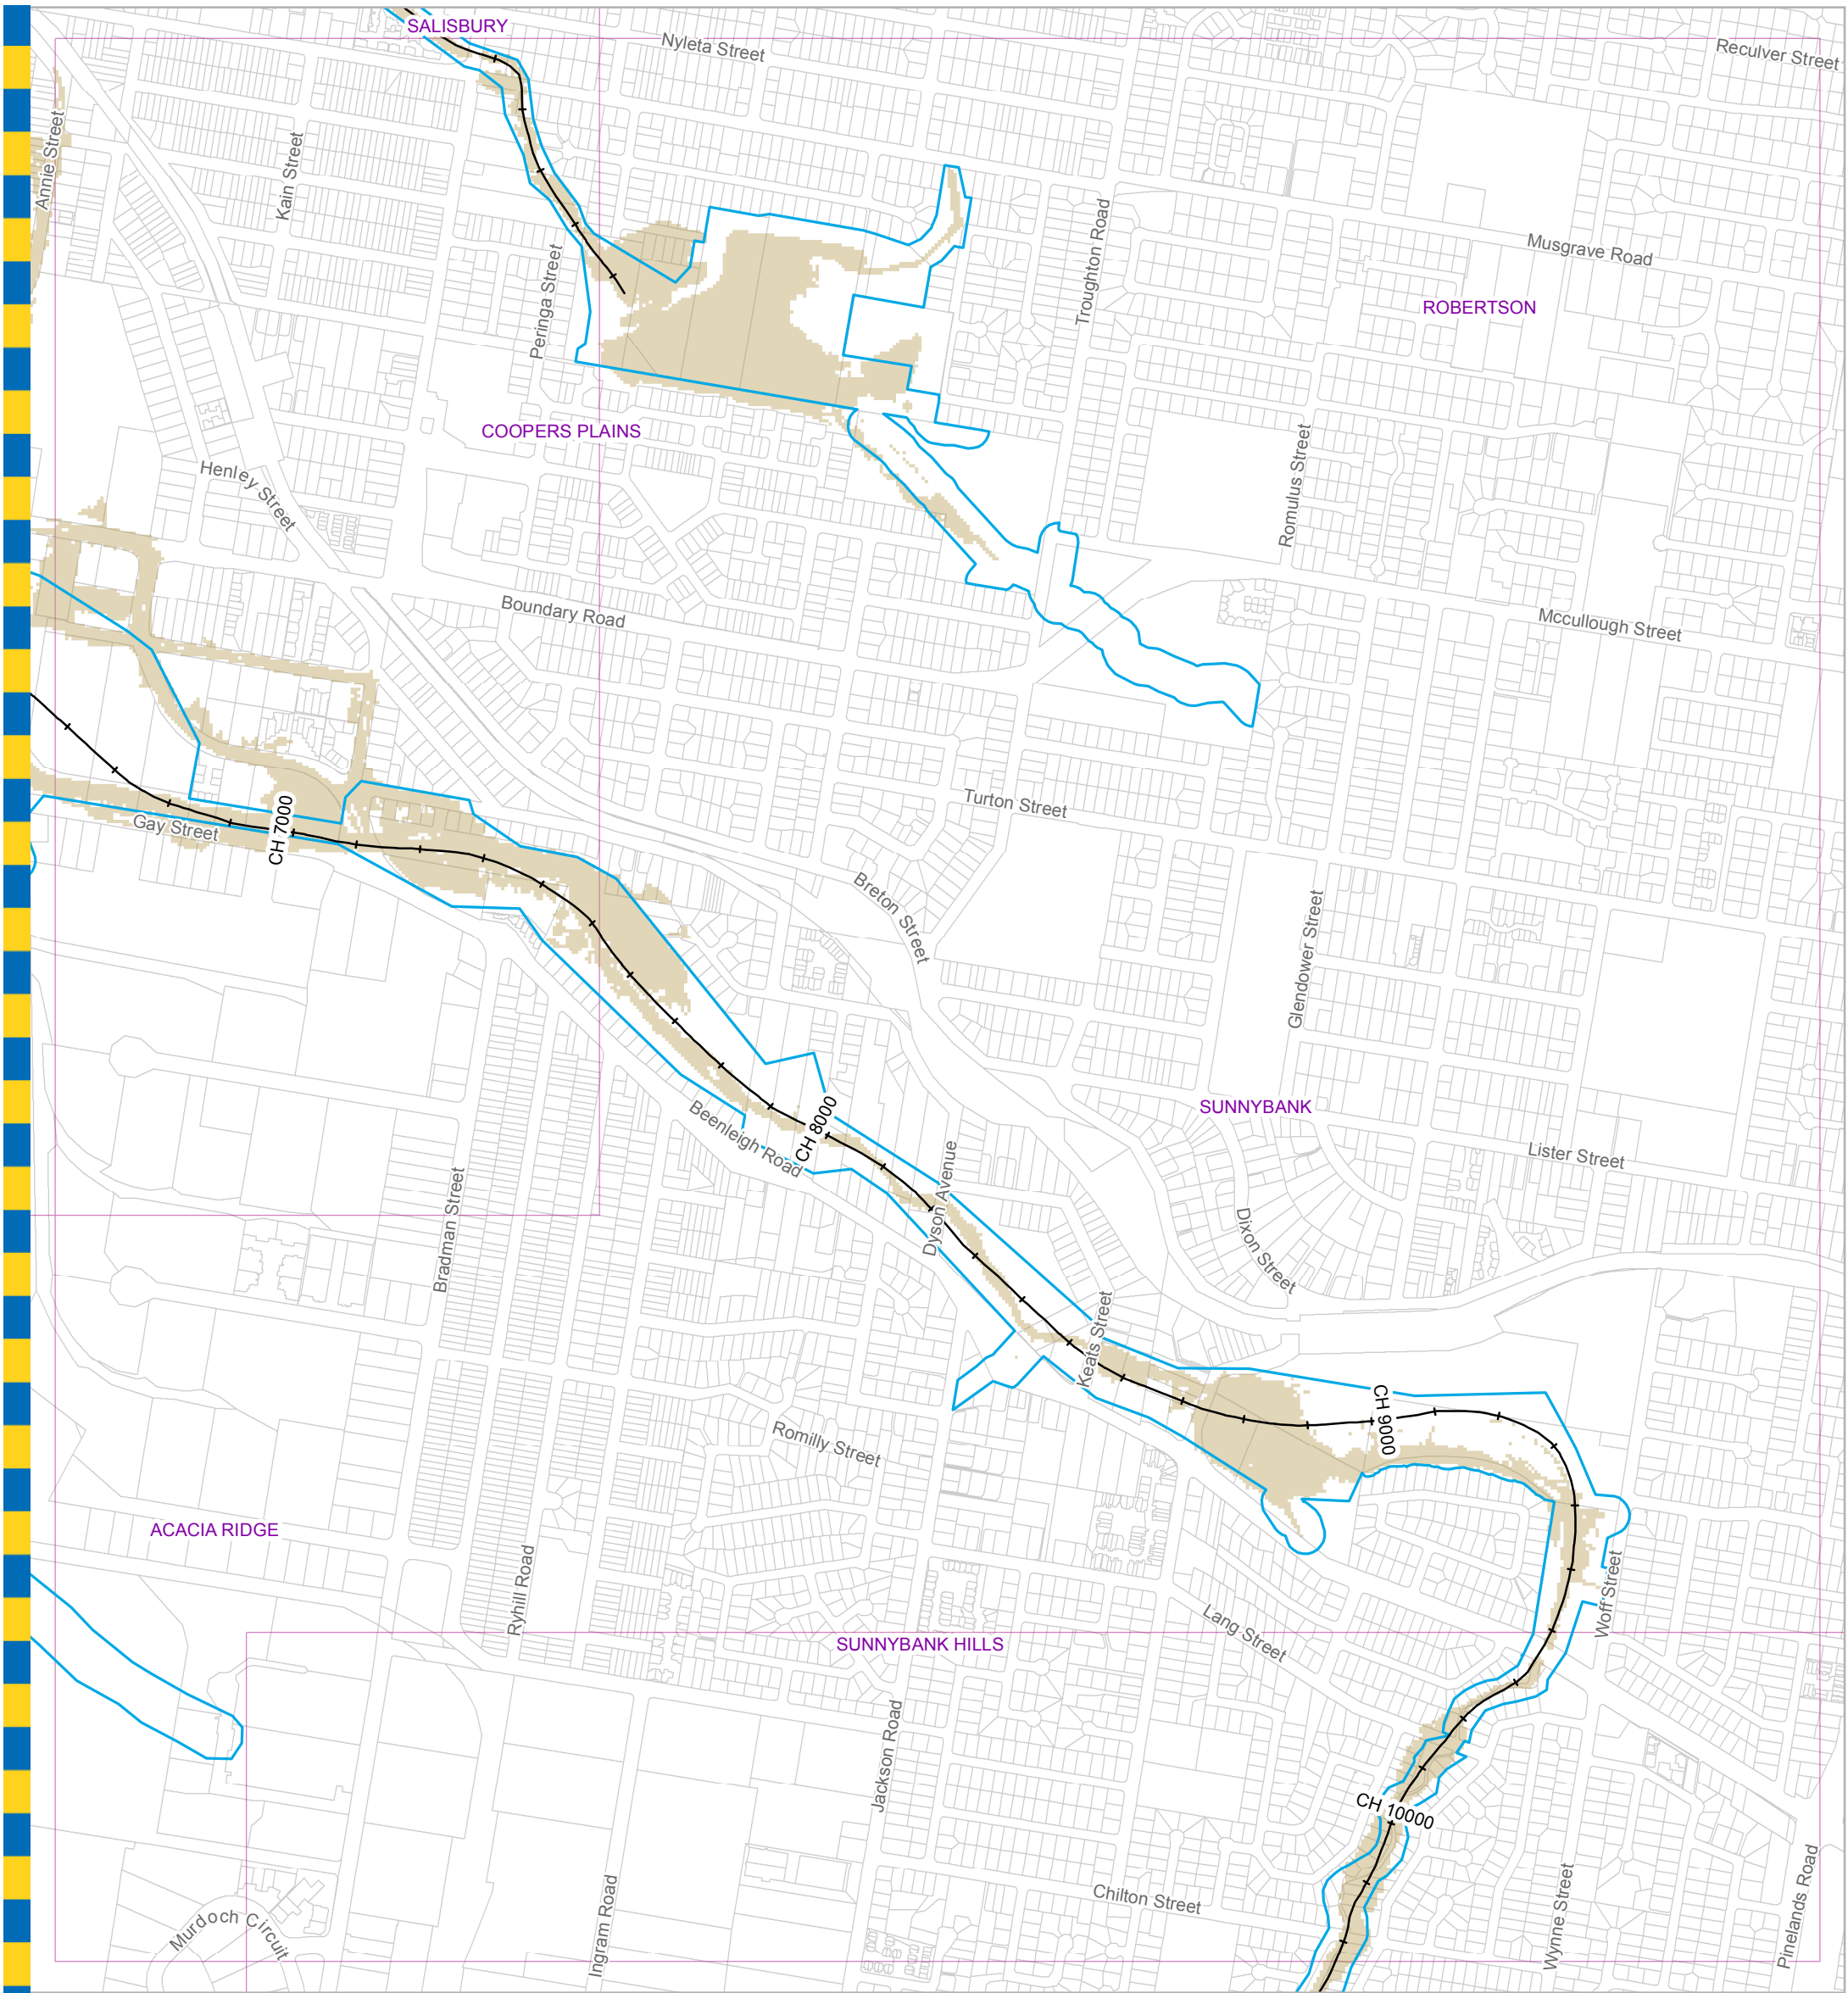 SALISBURY
Nyleta Street
Reculver Street
Annie Street
Kain Street
Peringa Street
Troughton Road
Musgrave Road
ROBERTSON
COOPERS PLAINS
Henley Street
Romulus Street
Boundary Road
Mccullough Street
Turton Street
Gay Street
CH 7000
Breton Street
Glendower Street
SUNNYBANK
CH 8000
Beenleigh Road
Lister Street
Bradman Street
Dyson Avenue
Dixon Street
Keats Street
CH 9000
Romilly Street
ACACIA RIDGE
Ryhill Road
Woff Street
Lang Street
SUNNYBANK HILLS
Jackson Road
CH 10000
Chilton Street
Murdoch Circuit
Ingram Road
Wynne Street
Pinelands Road